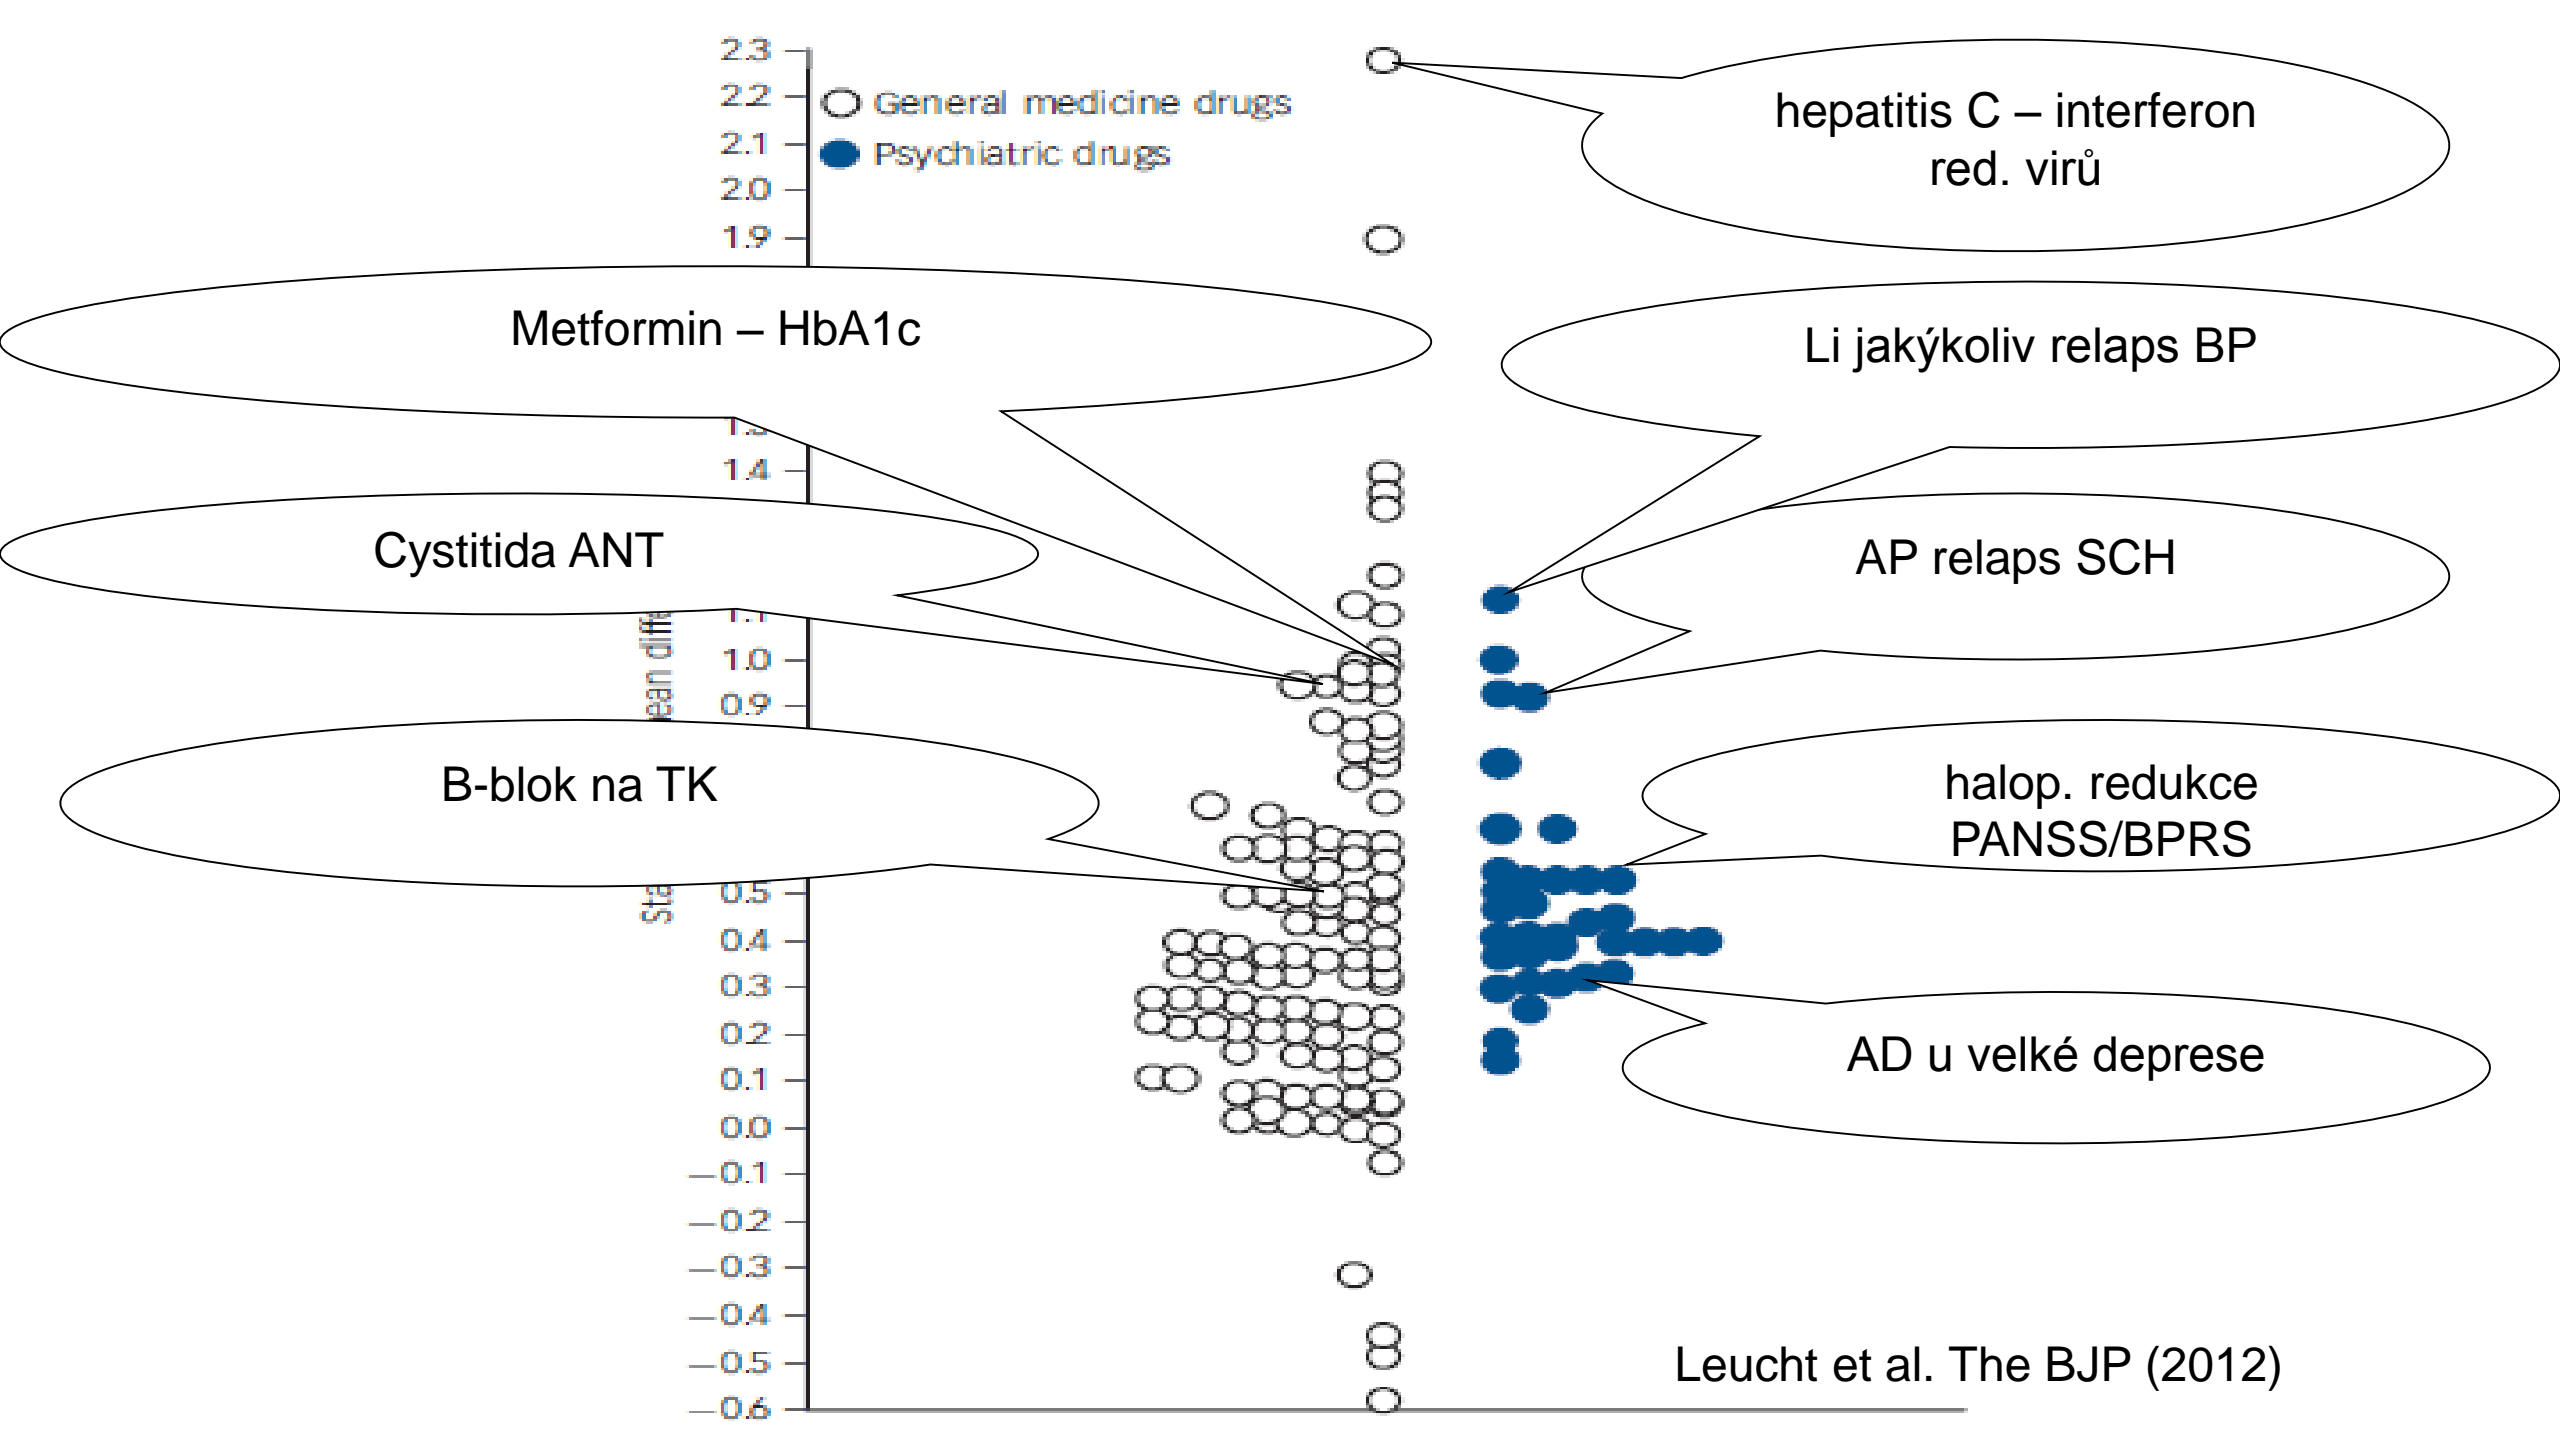 2.3
2.2
2.1
2.0
1.9
General medicine drugs
Psychiatric drugs
hepatitis C – interferon
red. virů
Metformin – HbA1c
Li jakýkoliv relaps BP
1.4
Cystitida ANT
AP relaps SCH
1.1
1.0
0.9
B-blok na TK
halop. redukce
PANSS/BPRS
0.5
0.4
0.3
0.2
0.1
0.0
—0.1
—0.2
—0.3
—0.4
—0.5
—0.6
AD u velké deprese
Leucht et al. The BJP (2012)